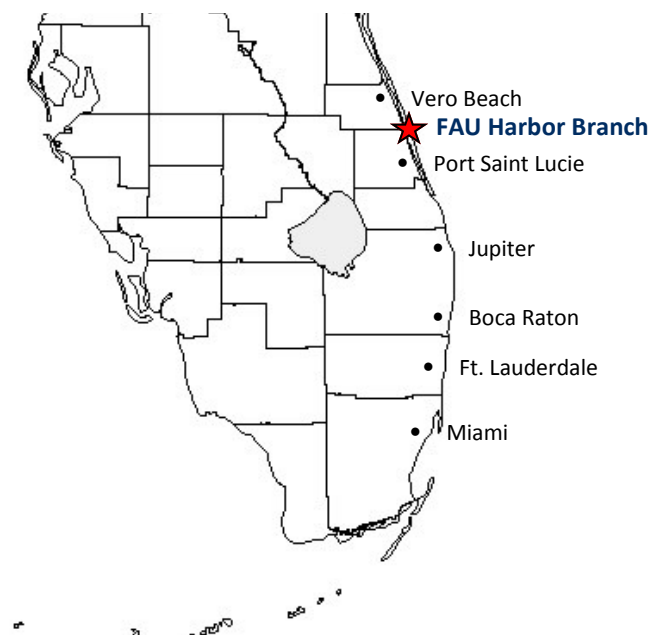 Vero Beach
FAU Harbor Branch
Port Saint Lucie
Jupiter
Boca Raton
Ft. Lauderdale
Miami